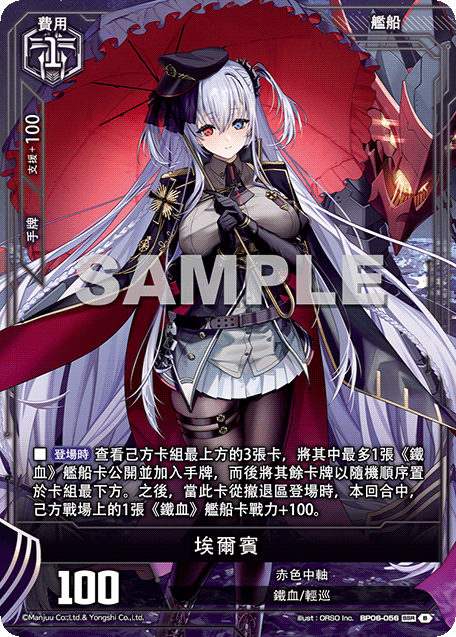 費用
1
艦船
手牌 支援+100
SAMPLE
■ 登場時 查看己方卡組最上方的3張卡，將其中最多1張《鐵
血》艦船卡公開並加入手牌，而後將其餘卡牌以隨機順序置
於卡組最下方。之後，當此卡從撤退區登場時，本回合中，
己方戰場上的1張《鐵血》艦船卡戰力+100。
埃爾賓
100
赤色中軸
鐵血/輕巡
©Manjuu Co.,Ltd. & Yongshi Co.,Ltd.
illust：ORSO Inc.
BP06-056 SSR B